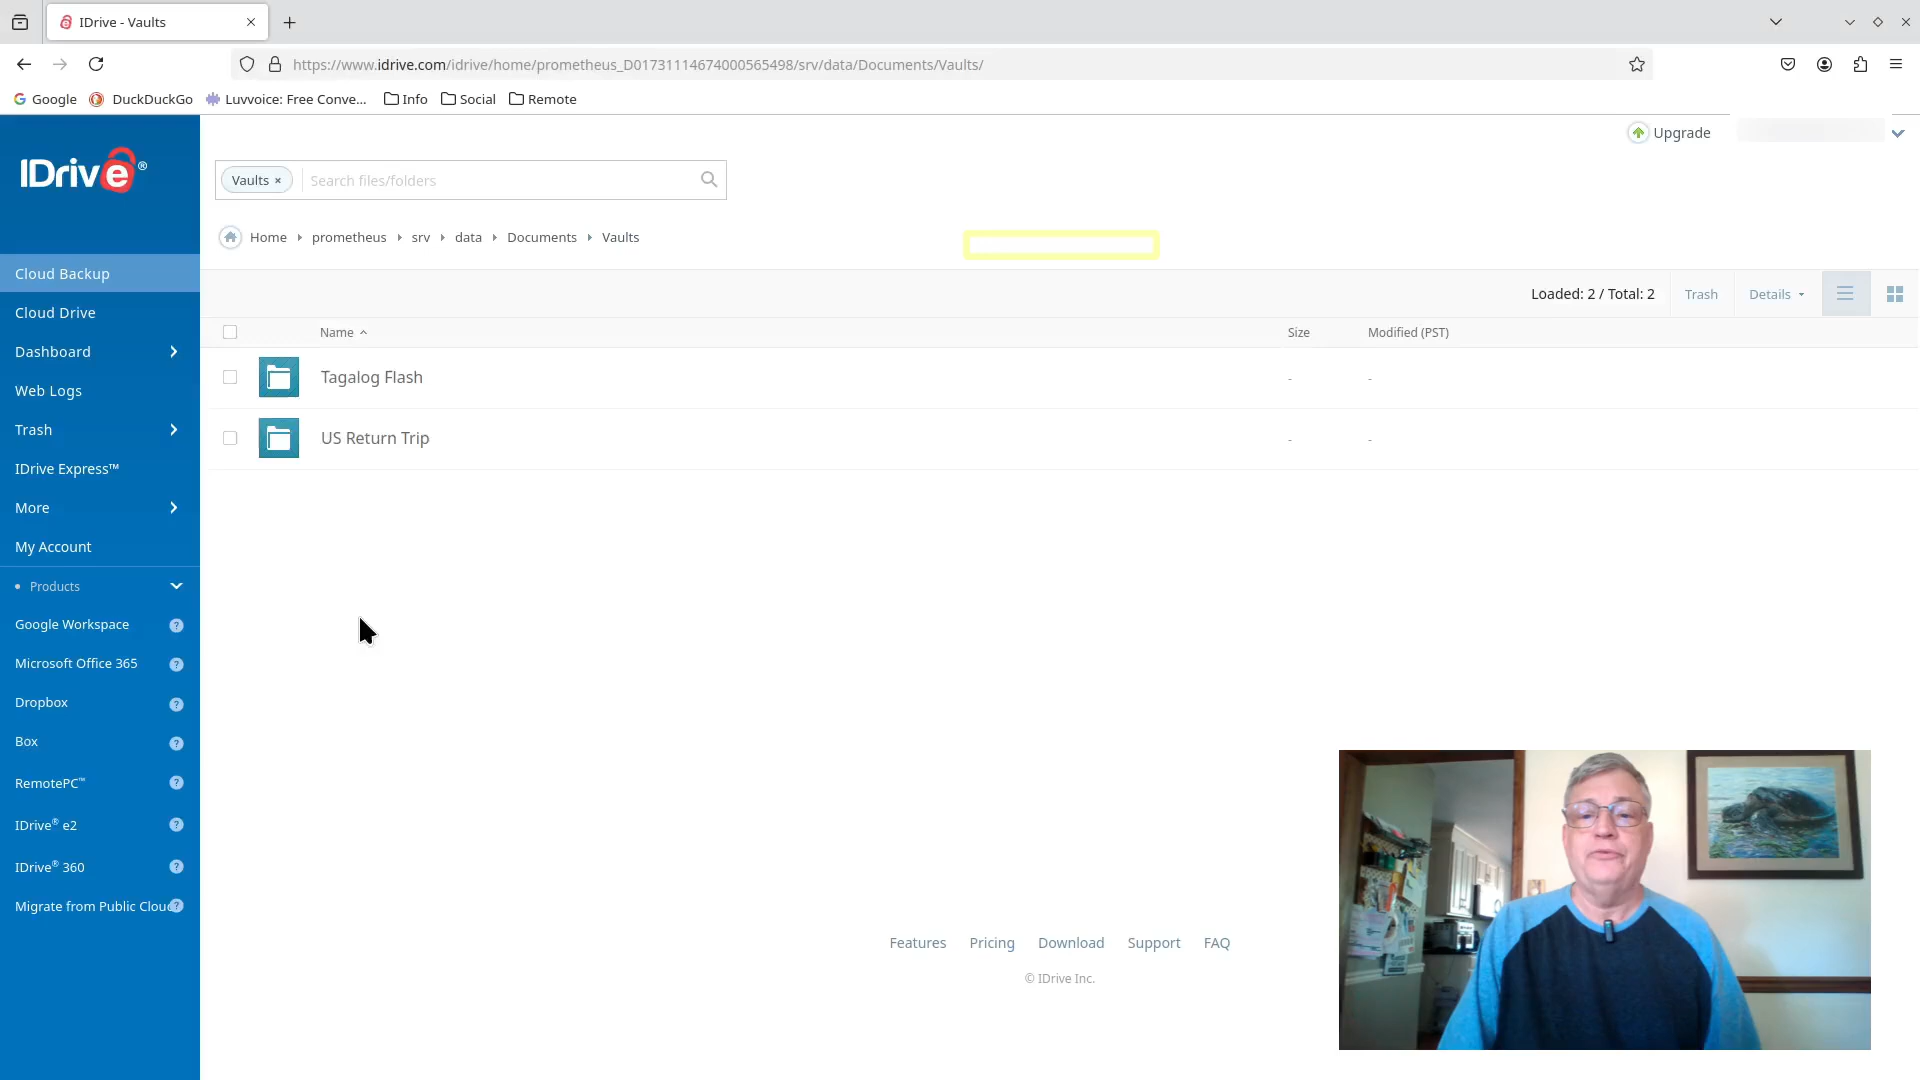 IDrive - Vaults
https://www.idrive.com/idrive/home/prometheus_D01731114674000565498/srv/data/Documents/Vaults/
Google DuckDuckGo Luvvoice: Free Conve... Info Social Remote
IDrive®
Upgrade
Vaults × Search files/folders
Home prometheus srv data Documents Vaults
Loaded: 2 / Total: 2 Trash Details
Name Size Modified (PST)
Tagalog Flash - -
US Return Trip - -
Cloud Backup
Cloud Drive
Dashboard
Web Logs
Trash
IDrive Express™
More
My Account
Products
Google Workspace ?
Microsoft Office 365 ?
Dropbox ?
Box ?
RemotePC™ ?
IDrive® e2 ?
IDrive® 360 ?
Migrate from Public Clou ?
Features Pricing Download Support FAQ
© IDrive Inc.